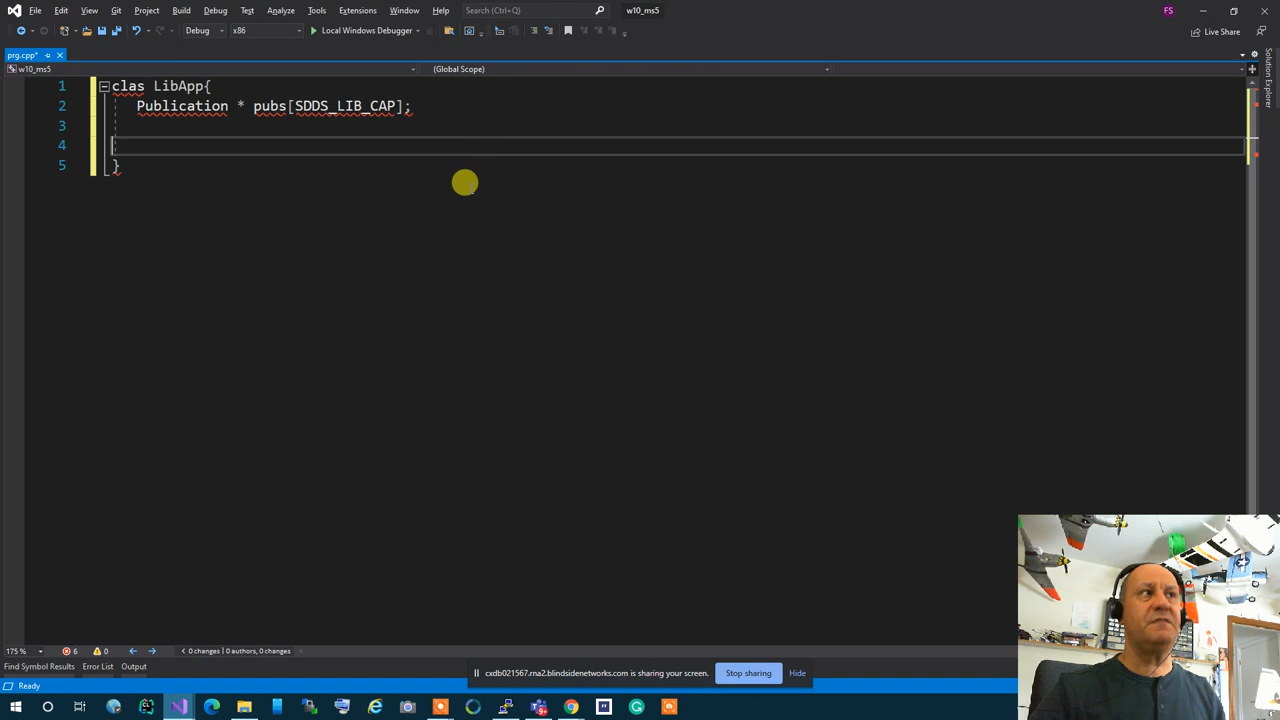 File Edit View Git Project Build Debug Test Analyze Tools Extensions Window Help Search (Ctrl+Q) w10_ms5 FS
Debug x86 Local Windows Debugger Live Share
prg.cpp*
w10_ms5 (Global Scope)
Solution Explorer
1 clas LibApp{
2 Publication * pubs[SDDS_LIB_CAP];
3
4
5 }
175 % 6 0 0 changes | 0 authors, 0 changes
Find Symbol Results Error List Output
cxdb021567.rna2.blindsidenetworks.com is sharing your screen. Stop sharing Hide
Ready